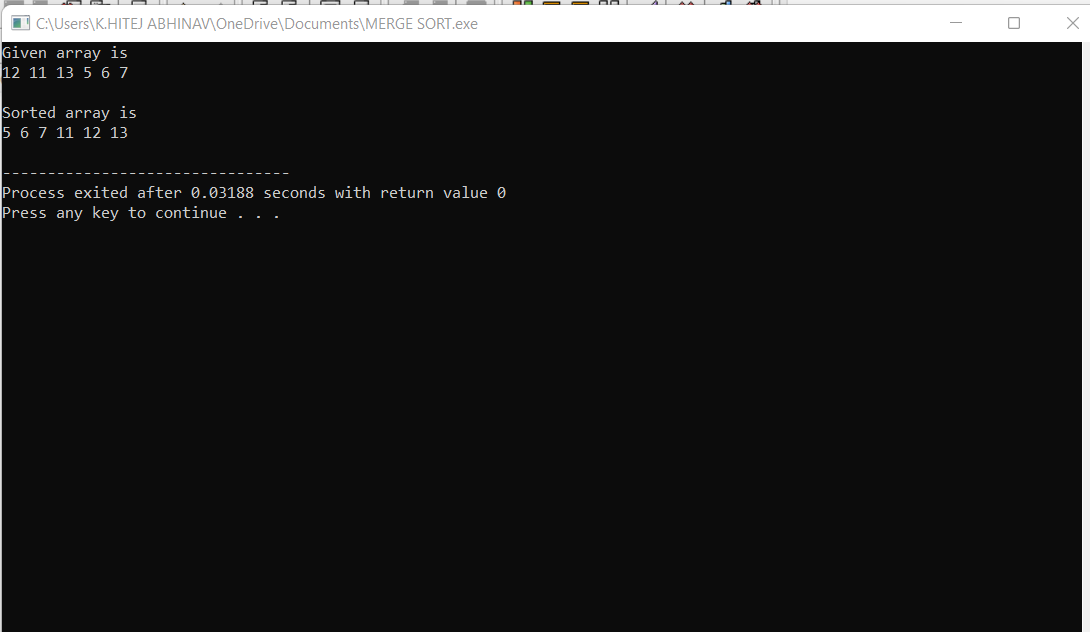 C:\Users\K.HITEJ ABHINAV\OneDrive\Documents\MERGE SORT.exe
Given array is
12 11 13 5 6 7
Sorted array is
5 6 7 11 12 13
--------------------------------
Process exited after 0.03188 seconds with return value 0
Press any key to continue . . .